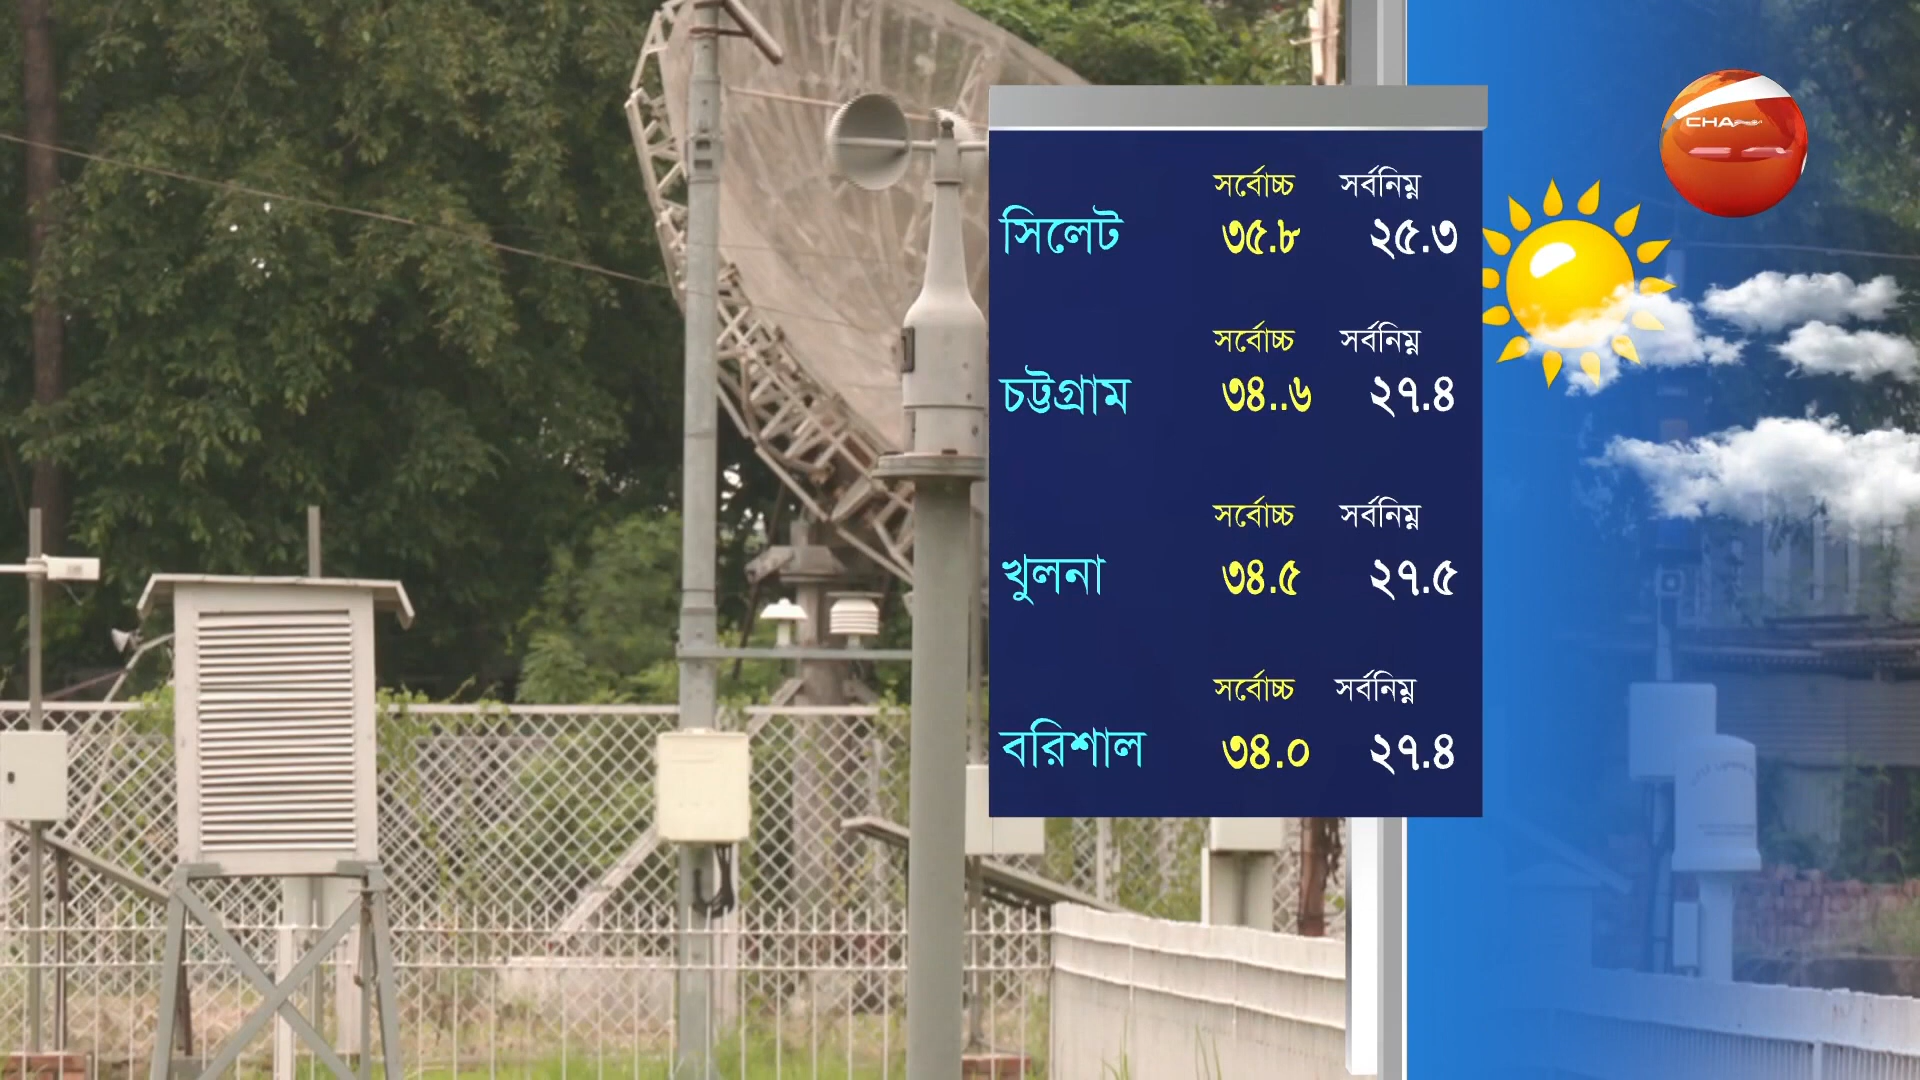 সর্বোচ্চ সর্বনিম্ন
সিলেট ৩৫.৮ ২৫.৩
সর্বোচ্চ সর্বনিম্ন
চট্টগ্রাম ৩৪..৬ ২৭.৪
সর্বোচ্চ সর্বনিম্ন
খুলনা ৩৪.৫ ২৭.৫
সর্বোচ্চ সর্বনিম্ন
বরিশাল ৩৪.০ ২৭.৪